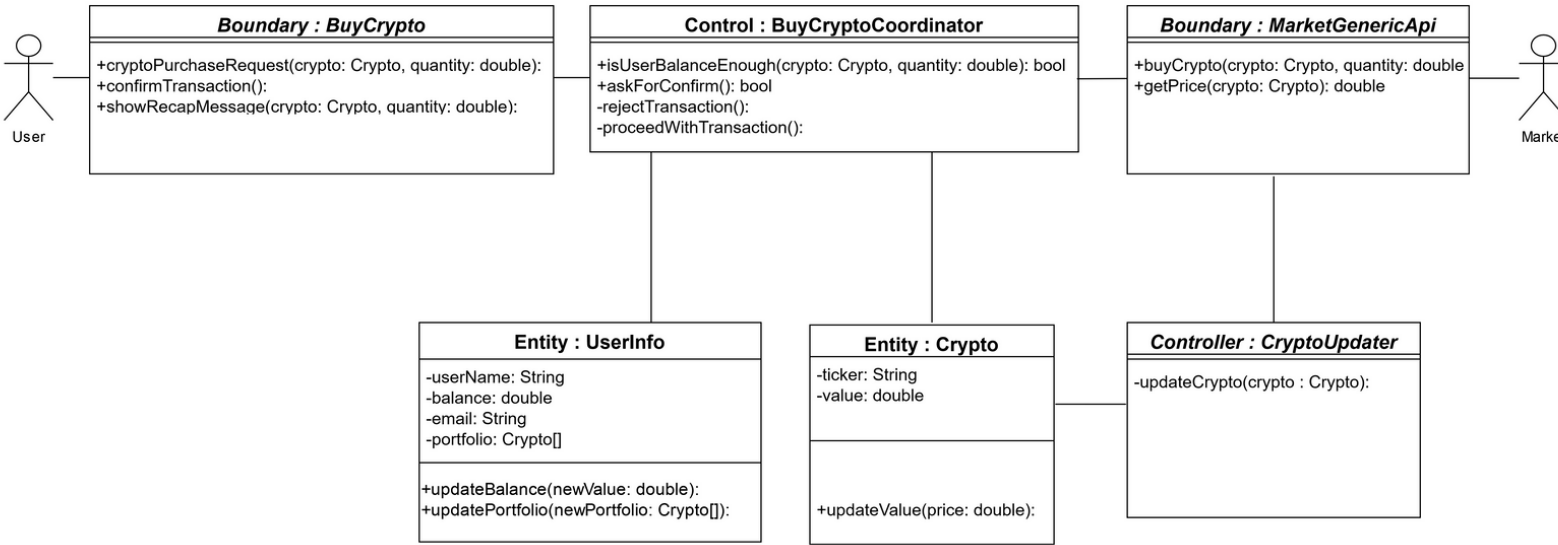 Boundary : BuyCrypto
+cryptoPurchaseRequest(crypto: Crypto, quantity: double):
+confirmTransaction():
+showRecapMessage(crypto: Crypto, quantity: double):
User
Control : BuyCryptoCoordinator
+isUserBalanceEnough(crypto: Crypto, quantity: double): bool
+askForConfirm(): bool
-rejectTransaction():
-proceedWithTransaction():
Boundary : MarketGenericApi
+buyCrypto(crypto: Crypto, quantity: double
+getPrice(crypto: Crypto): double
Marke
Entity : UserInfo
-userName: String
-balance: double
-email: String
-portfolio: Crypto[]
+updateBalance(newValue: double):
+updatePortfolio(newPortfolio: Crypto[]):
Entity : Crypto
-ticker: String
-value: double
+updateValue(price: double):
Controller : CryptoUpdater
-updateCrypto(crypto : Crypto):